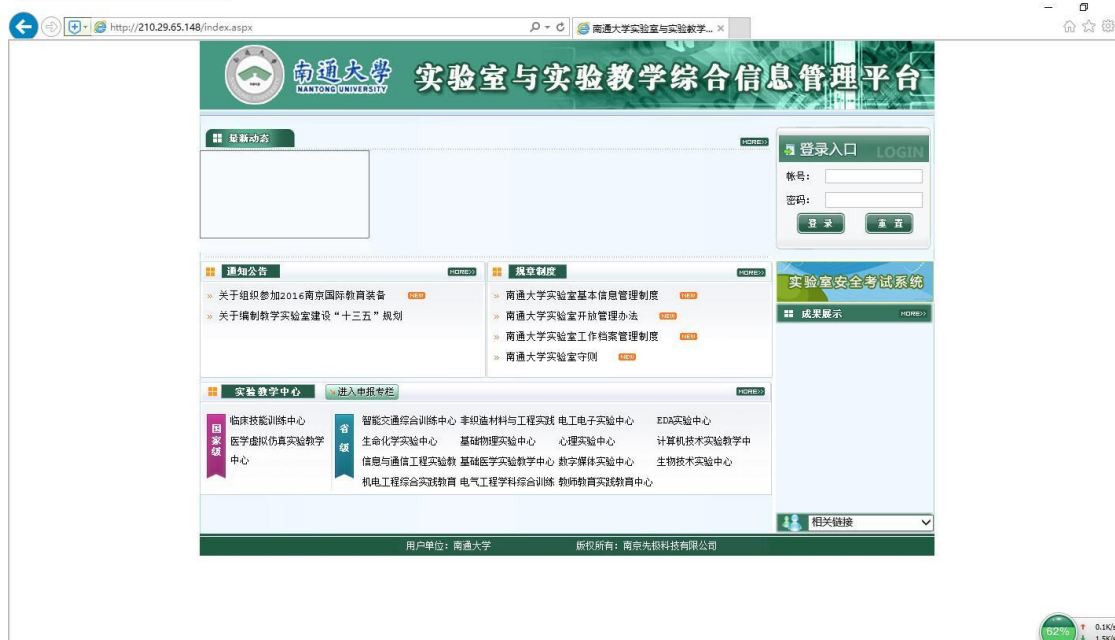 http://210.29.65.148/index.aspx
南通大学实验室与实验教学...
南通大學
NANTONG UNIVERSITY
实验室与实验教学综合信息管理平台
最新动态
MORE>>
登录入口
LOGIN
帐号:
密码:
登 录
重 置
通知公告
MORE>>
关于组织参加2016南京国际教育装备
NEW
关于编制教学实验室建设“十三五”规划
规章制度
MORE>>
南通大学实验室基本信息管理制度
NEW
南通大学实验室开放管理办法
NEW
南通大学实验室工作档案管理制度
NEW
南通大学实验室守则
NEW
实验室安全考试系统
成果展示
MORE>>
实验教学中心
进入申报专栏
MORE>>
国家级
临床技能训练中心
医学虚拟仿真实验教学
中心
省级
智能交通综合训练中心 非织造材料与工程实践 电工电子实验中心 EDA实验中心
生命化学实验中心 基础物理实验中心 心理实验中心 计算机技术实验教学中
信息与通信工程实验教 基础医学实验教学中心 数字媒体实验中心 生物技术实验中心
机电工程综合实践教育 电气工程学科综合训练 教师教育实践教育中心
相关链接
用户单位: 南通大学 版权所有: 南京先极科技有限公司
62%
0.1K/s
1.5K/s